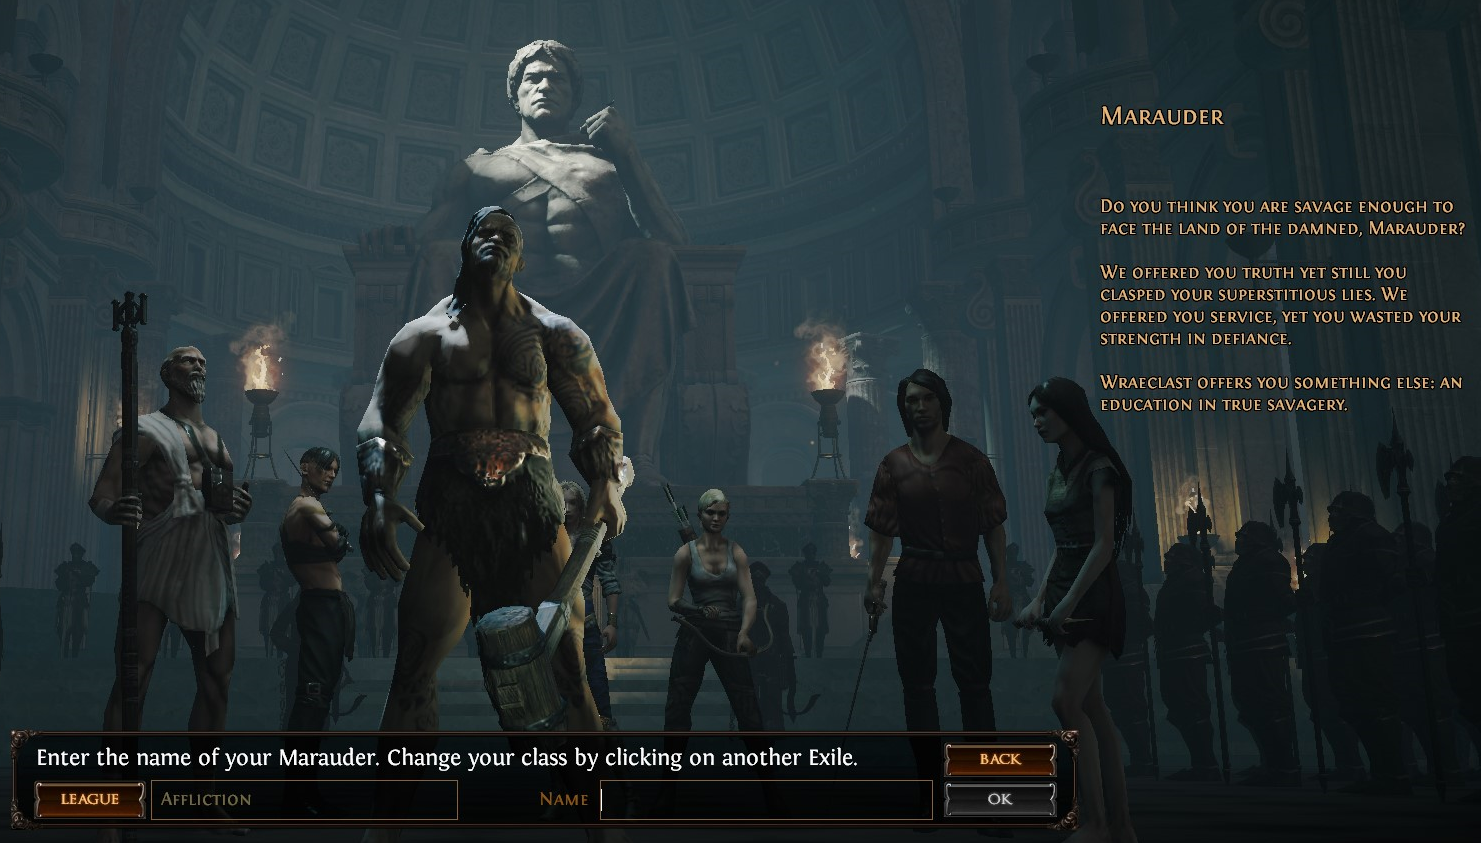 Marauder
Do you think you are savage enough to
face the land of the damned, Marauder?
We offered you truth yet still you
clasped your superstitious lies. We
offered you service, yet you wasted your
strength in defiance.
Wraeclast offers you something else: an
education in true savagery.
Enter the name of your Marauder. Change your class by clicking on another Exile.
BACK
LEAGUE
Affliction
Name
OK